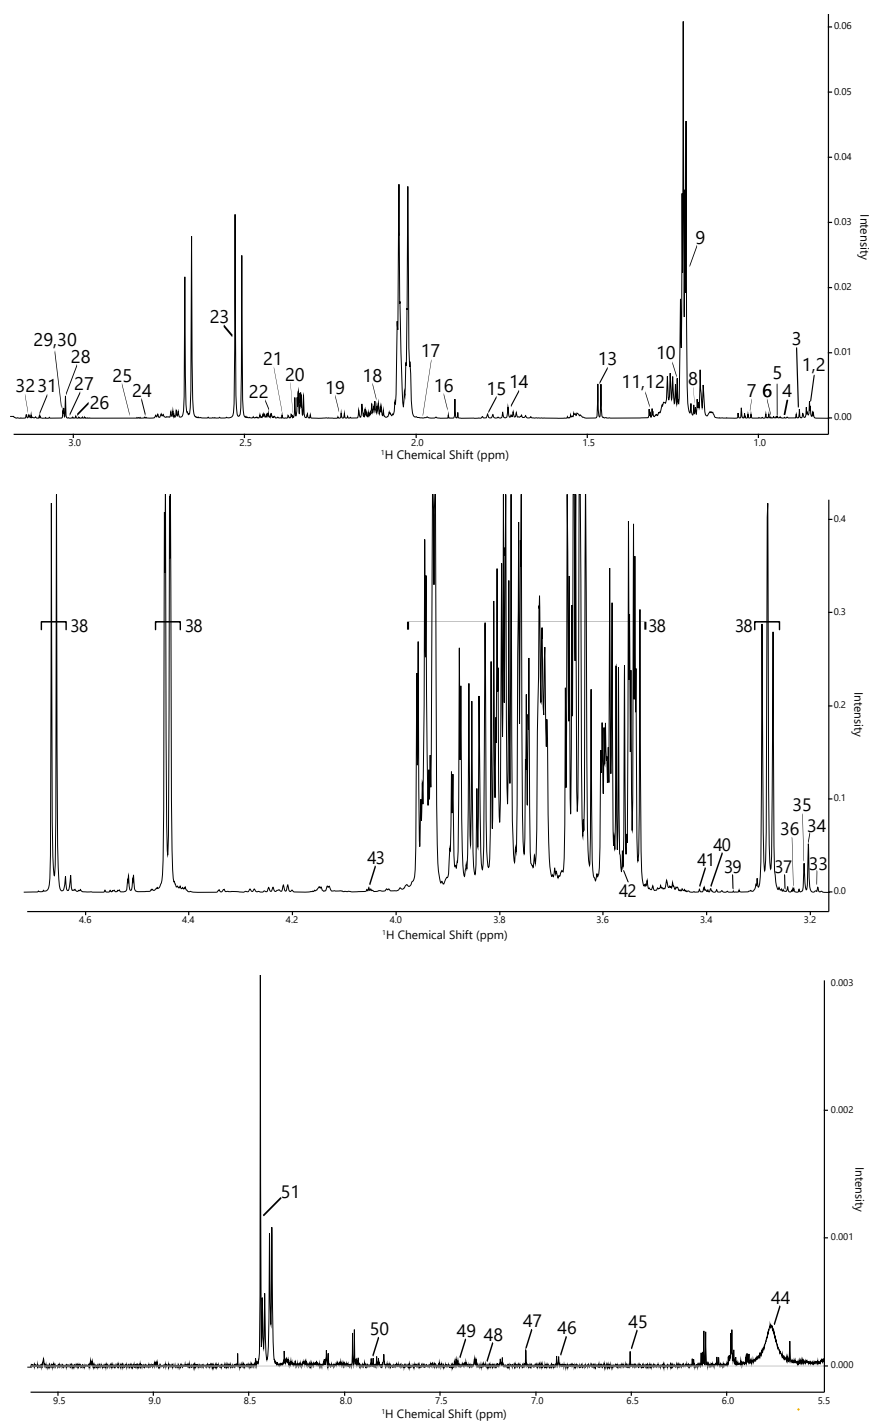 0.06
0.05
0.04
0.03
Intensity
9
0.02
23
29,30
28
10
3
32 31 27 25 21 17 13
0.01
26 24 22 20 19 18 16 15 14 11,12 8 7 6 5 4 1,2
0.00
3.0 2.5 2.0 1.5 1.0
¹H Chemical Shift (ppm)
0.4
38 38 38 38
0.3
0.2
Intensity
0.1
35
36 34
43 41 40 39 37 33
42
0.0
4.6 4.4 4.2 4.0 3.8 3.6 3.4 3.2
¹H Chemical Shift (ppm)
0.003
0.002
Intensity
51
0.001
44
50 49 48 47 46 45
0.000
9.5 9.0 8.5 8.0 7.5 7.0 6.5 6.0 5.5
¹H Chemical Shift (ppm)